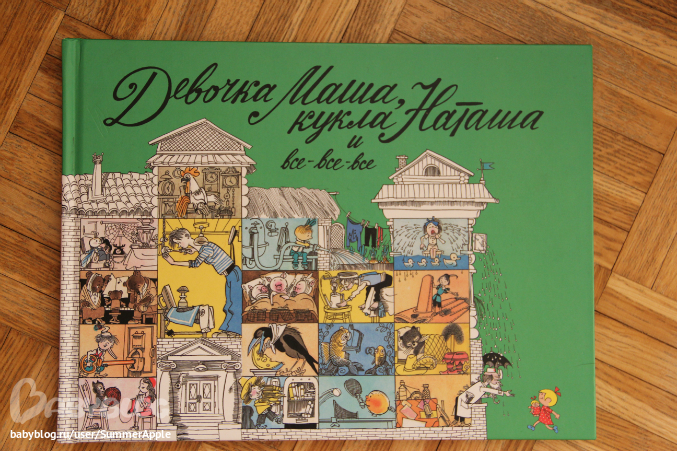 Девочка Маша,
кукла Наташа
и
все-все-все
babyblog.ru/user/SummerApple